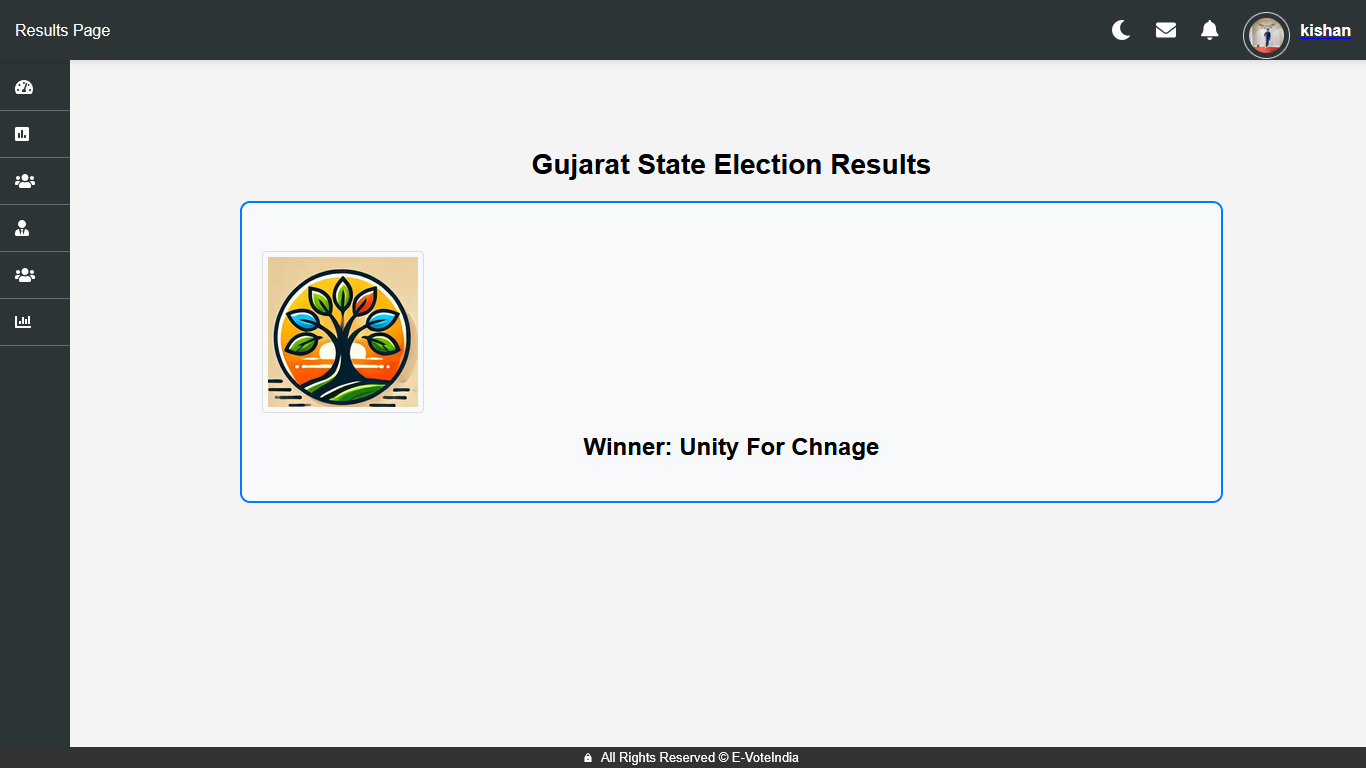 Results Page
kishan
Gujarat State Election Results
Winner: Unity For Chnage
All Rights Reserved © E-VoteIndia